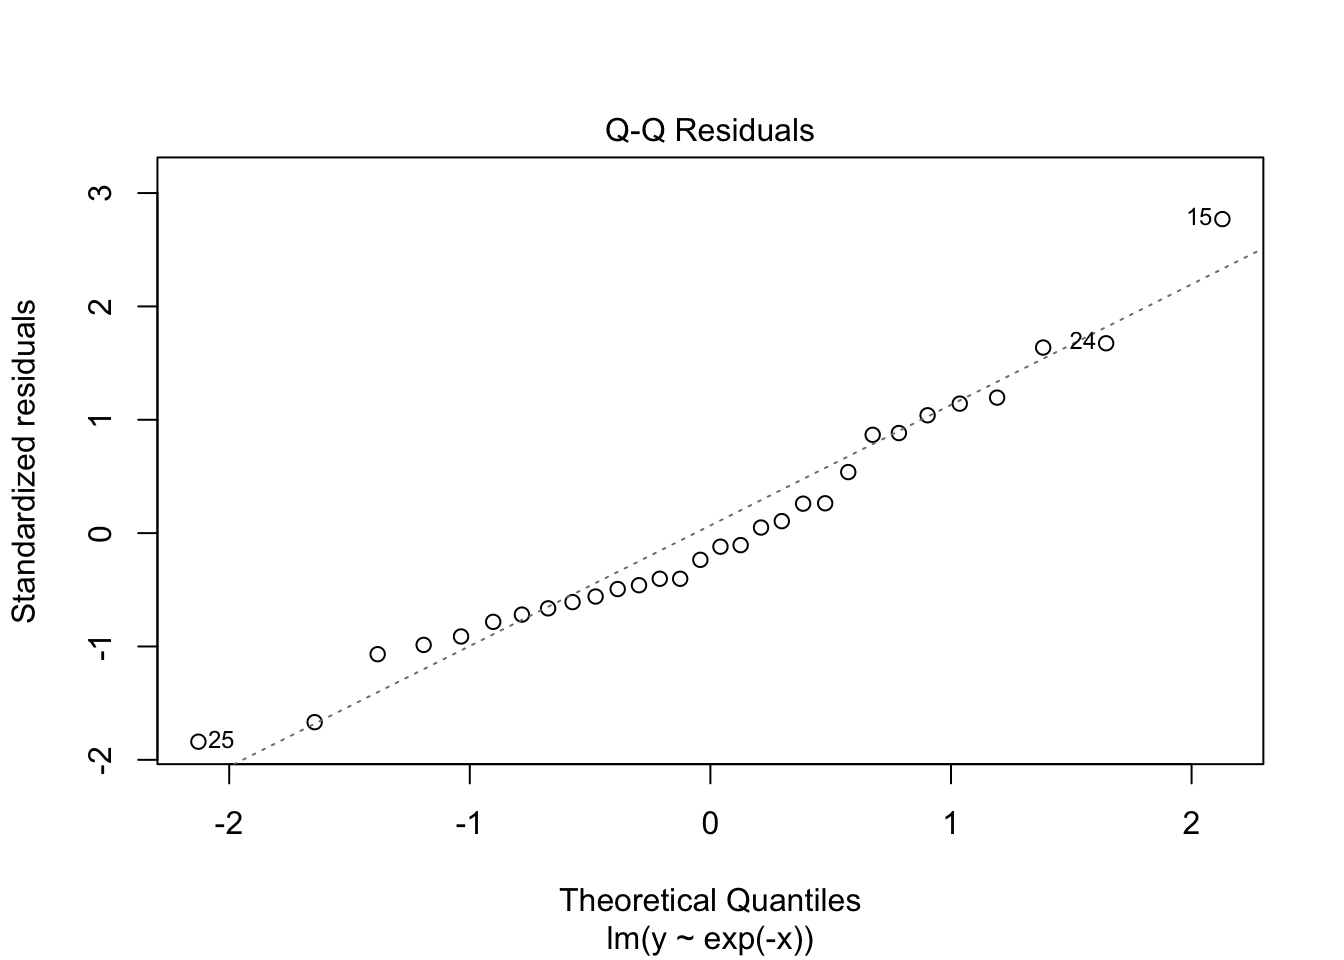 Q-Q Residuals
3
2
1
0
-1
-2
Standardized residuals
15
24
25
-2 -1 0 1 2
Theoretical Quantiles
lm(y ~ exp(-x))